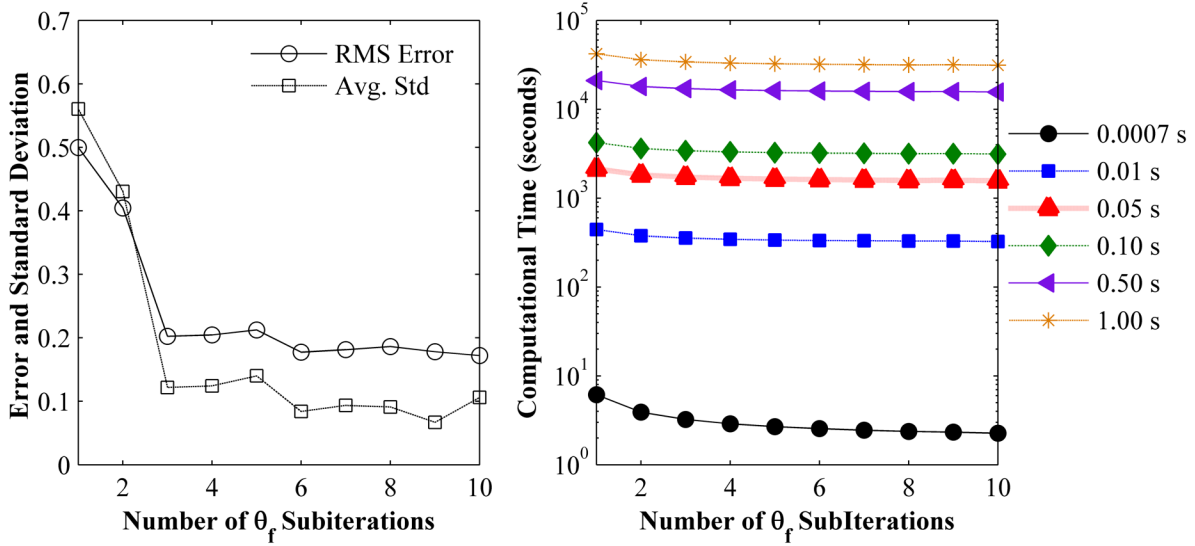 0.7
0.6
0.5
0.4
0.3
0.2
0.1
0
2
4
6
8
10
Error and Standard Deviation
Number of θf Subiterations
RMS Error
Avg. Std
10^5
10^4
10^3
10^2
10^1
10^0
2
4
6
8
10
Computational Time (seconds)
Number of θf SubIterations
0.0007 s
0.01 s
0.05 s
0.10 s
0.50 s
1.00 s